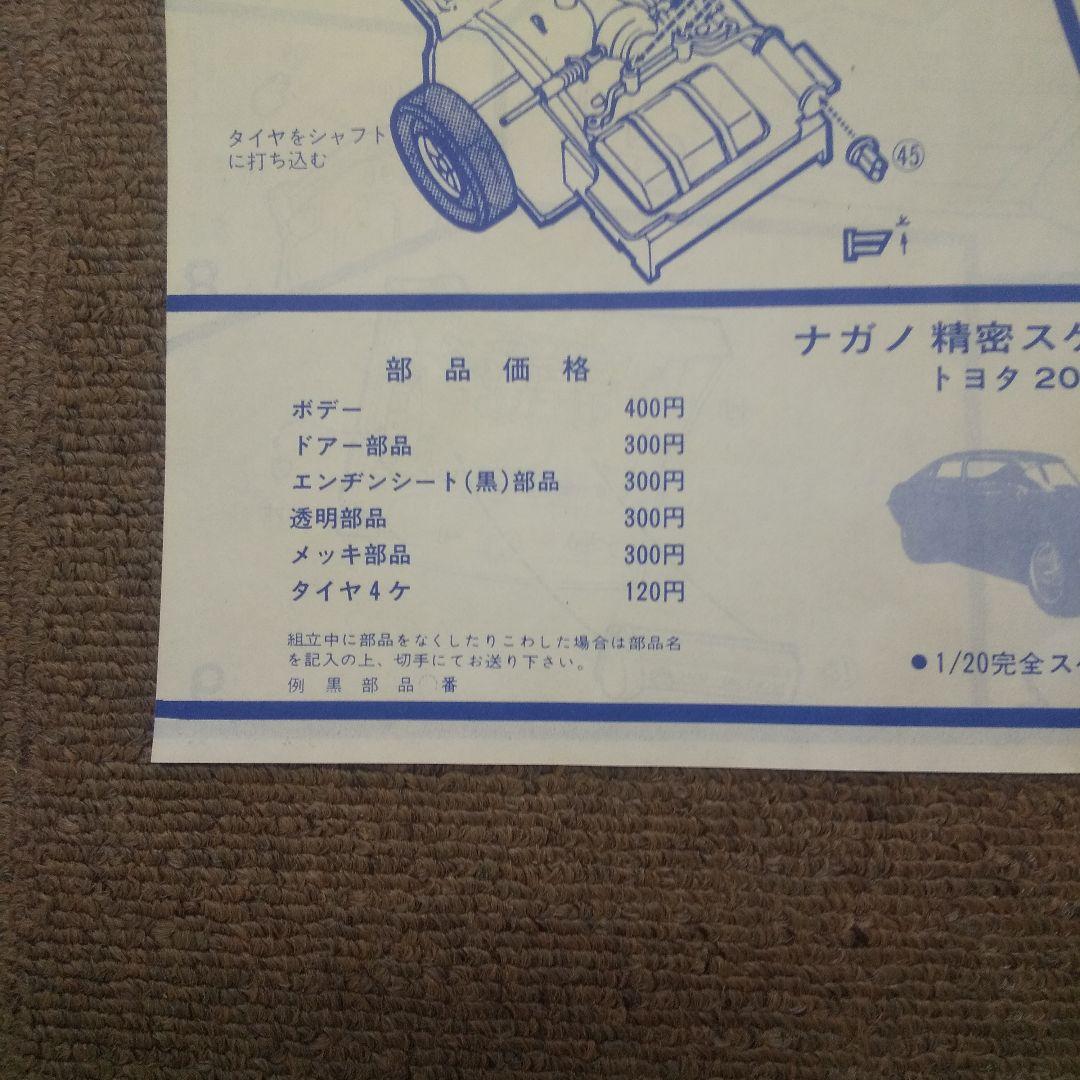 タイヤをシャフト
に打ち込む
㊺
部品価格
ボデー 400円
ドアー部品 300円
エンヂンシート(黒)部品 300円
透明部品 300円
メッキ部品 300円
タイヤ4ケ 120円
組立中に部品をなくしたりこわした場合は部品名
を記入の上、切手にてお送り下さい。
例 黒部品〇番
ナガノ 精密スケ
トヨタ 20
●1/20完全スケ